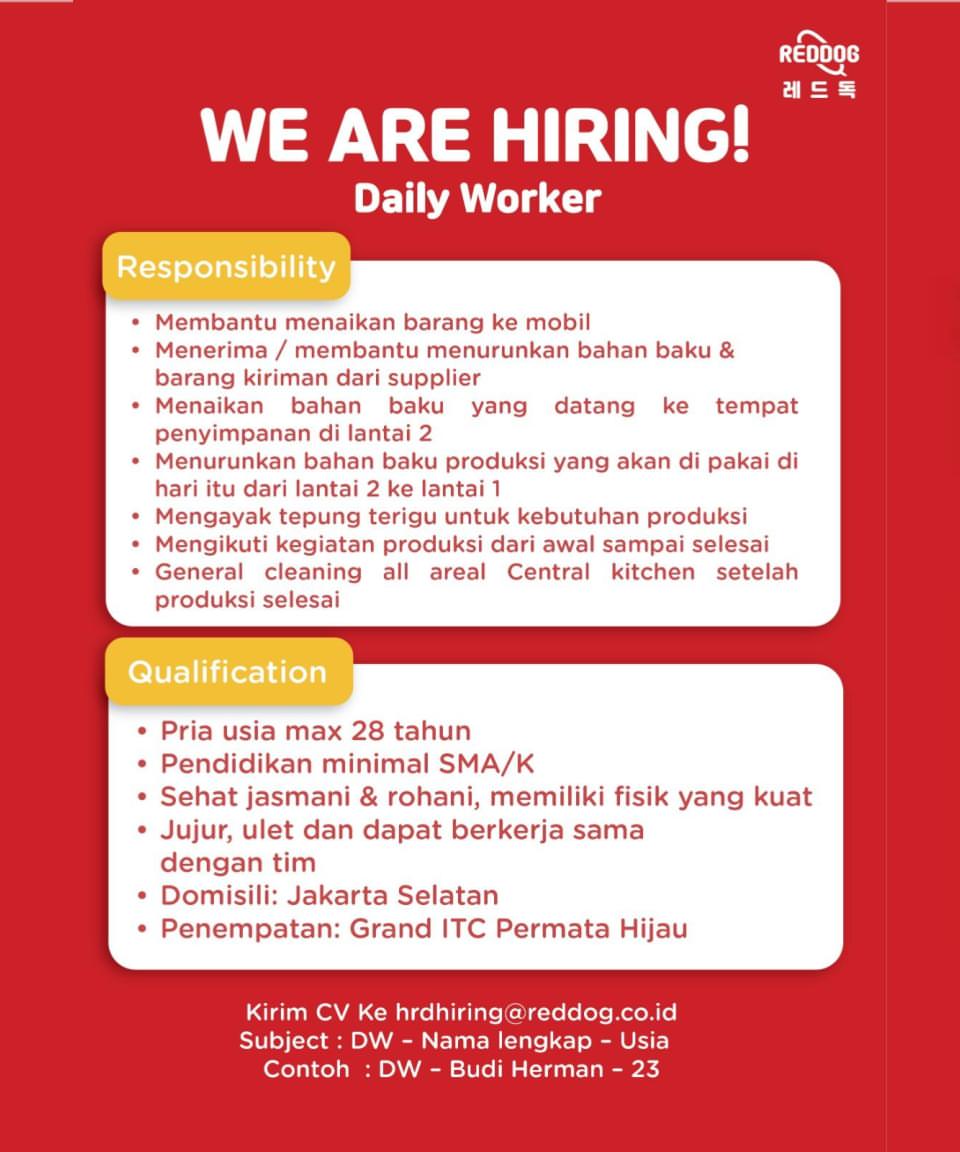 REDDOG
레드독
WE ARE HIRING!
Daily Worker
Responsibility
• Membantu menaikan barang ke mobil
• Menerima / membantu menurunkan bahan baku &
barang kiriman dari supplier
• Menaikan bahan baku yang datang ke tempat
penyimpanan di lantai 2
• Menurunkan bahan baku produksi yang akan di pakai di
hari itu dari lantai 2 ke lantai 1
• Mengayak tepung terigu untuk kebutuhan produksi
• Mengikuti kegiatan produksi dari awal sampai selesai
• General cleaning all areal Central kitchen setelah
produksi selesai
Qualification
• Pria usia max 28 tahun
• Pendidikan minimal SMA/K
• Sehat jasmani & rohani, memiliki fisik yang kuat
• Jujur, ulet dan dapat berkerja sama
dengan tim
• Domisili: Jakarta Selatan
• Penempatan: Grand ITC Permata Hijau
Kirim CV Ke hrdhiring@reddog.co.id
Subject : DW – Nama lengkap – Usia
Contoh : DW – Budi Herman – 23